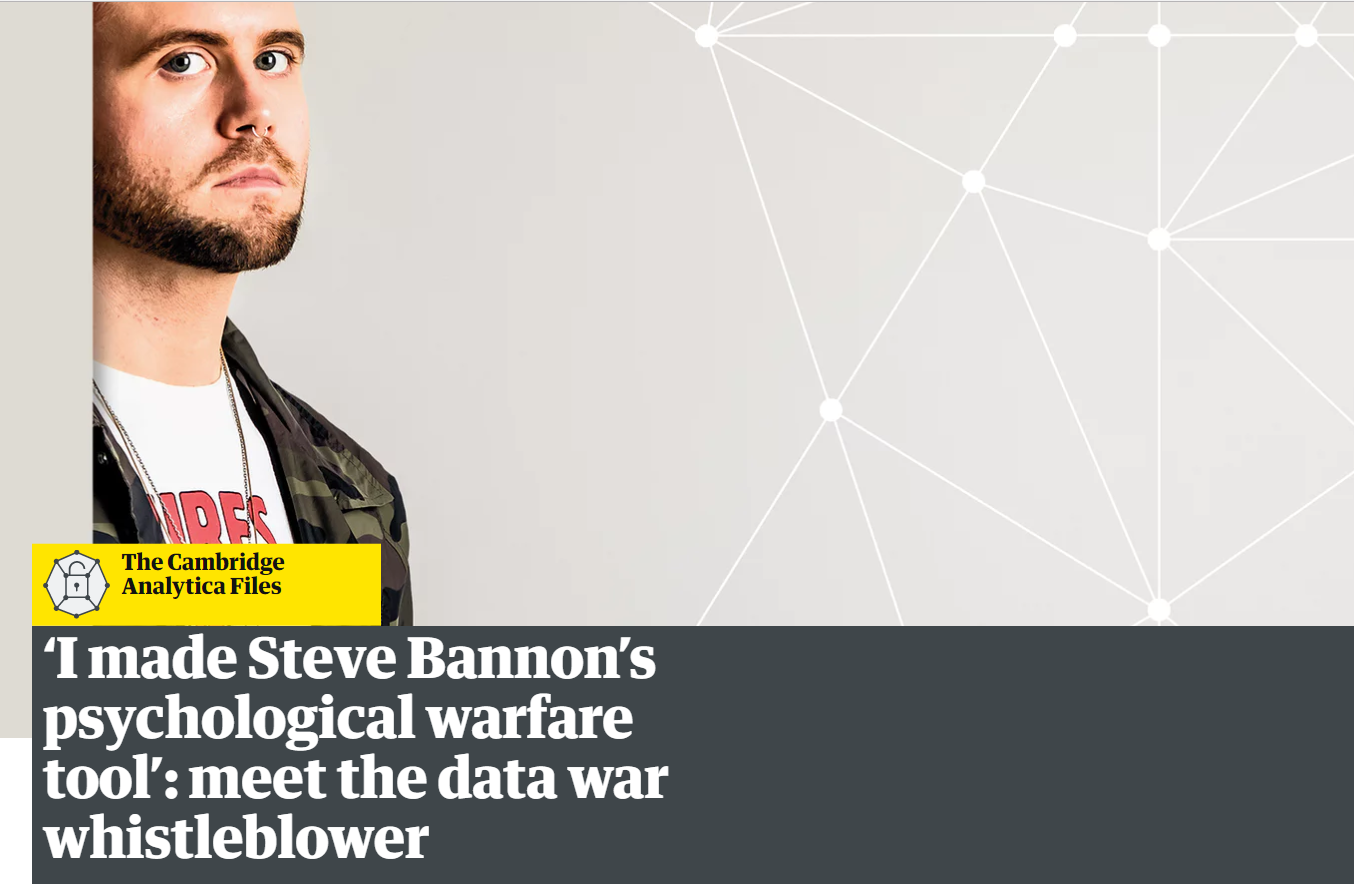 The Cambridge
Analytica Files
‘I made Steve Bannon’s
psychological warfare
tool’: meet the data war
whistleblower